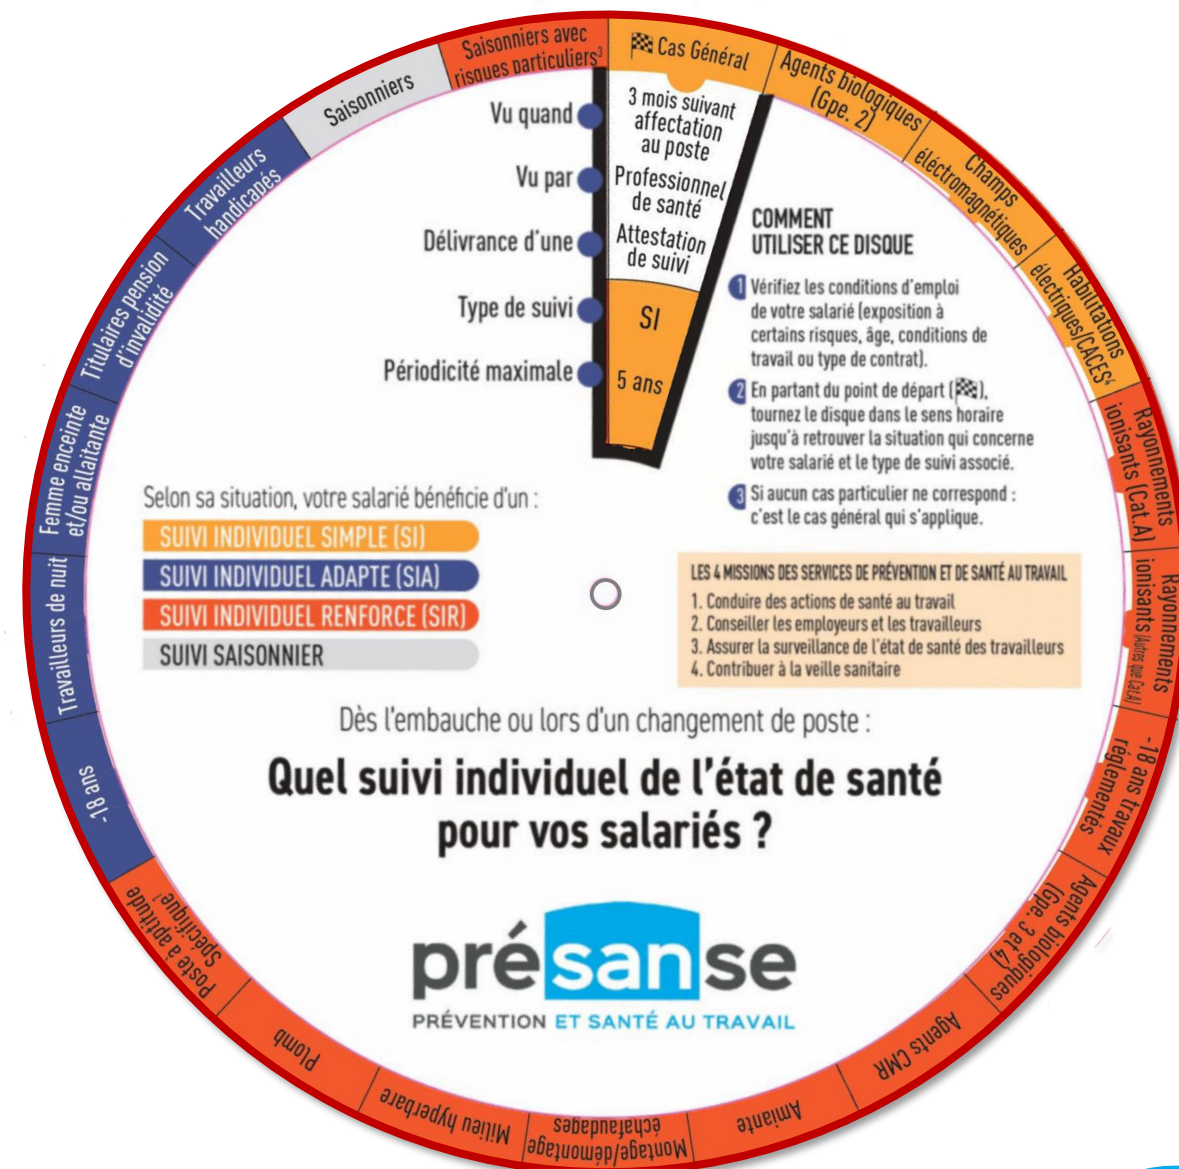 Cas Général
Agents biologiques
(Gpe. 2)
Champs
éléctromagnétiques
Habilitations
électriques/CACES⁴
Rayonnements
ionisants (Cat.A)
Rayonnements
ionisants (Autres que Cat.A)
-18 ans travaux
réglementés
Agents biologiques
(Gpe. 3 et 4)
Agents CMR
Amiante
Montage/démontage
échafaudages
Milieu hyperbare
Plomb
Poste à aptitude
Spécifique¹
-18 ans
Travailleurs de nuit
Femme enceinte
et/ou allaitante
Titulaires pension
d'invalidité
Travailleurs
handicapés
Saisonniers
Saisonniers avec
risques particuliers³
Vu quand
3 mois suivant
affectation
au poste
Vu par
Professionnel
de santé
Délivrance d'une
Attestation
de suivi
Type de suivi
SI
Périodicité maximale
5 ans
COMMENT
UTILISER CE DISQUE
1 Vérifiez les conditions d'emploi
de votre salarié (exposition à
certains risques, âge, conditions de
travail ou type de contrat).
2 En partant du point de départ (🏁),
tournez le disque dans le sens horaire
jusqu'à retrouver la situation qui concerne
votre salarié et le type de suivi associé.
3 Si aucun cas particulier ne correspond :
c'est le cas général qui s'applique.
Selon sa situation, votre salarié bénéficie d'un :
SUIVI INDIVIDUEL SIMPLE (SI)
SUIVI INDIVIDUEL ADAPTE (SIA)
SUIVI INDIVIDUEL RENFORCE (SIR)
SUIVI SAISONNIER
LES 4 MISSIONS DES SERVICES DE PRÉVENTION ET DE SANTÉ AU TRAVAIL
1. Conduire des actions de santé au travail
2. Conseiller les employeurs et les travailleurs
3. Assurer la surveillance de l'état de santé des travailleurs
4. Contribuer à la veille sanitaire
Dès l'embauche ou lors d'un changement de poste :
Quel suivi individuel de l'état de santé
pour vos salariés ?
présanse
PRÉVENTION ET SANTÉ AU TRAVAIL